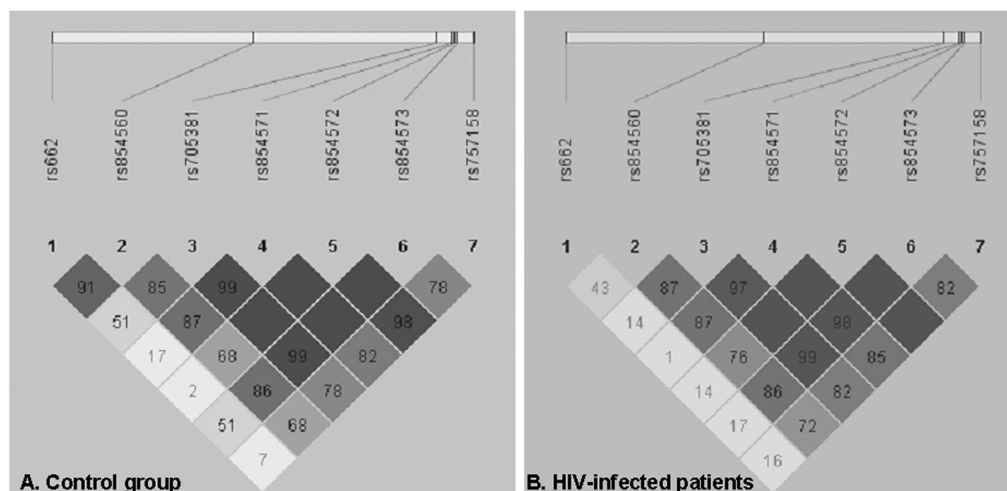 rs662
rs854560
rs705381
rs854571
rs854572
rs854573
rs757158
1 2 3 4 5 6 7
91 85 99 78
51 87 98
17 68 99 82
2 86 78
51 68
7
A. Control group
rs662
rs854560
rs705381
rs854571
rs854572
rs854573
rs757158
1 2 3 4 5 6 7
43 87 97 82
14 87 98
1 76 99 85
14 86 82
17 72
16
B. HIV-infected patients